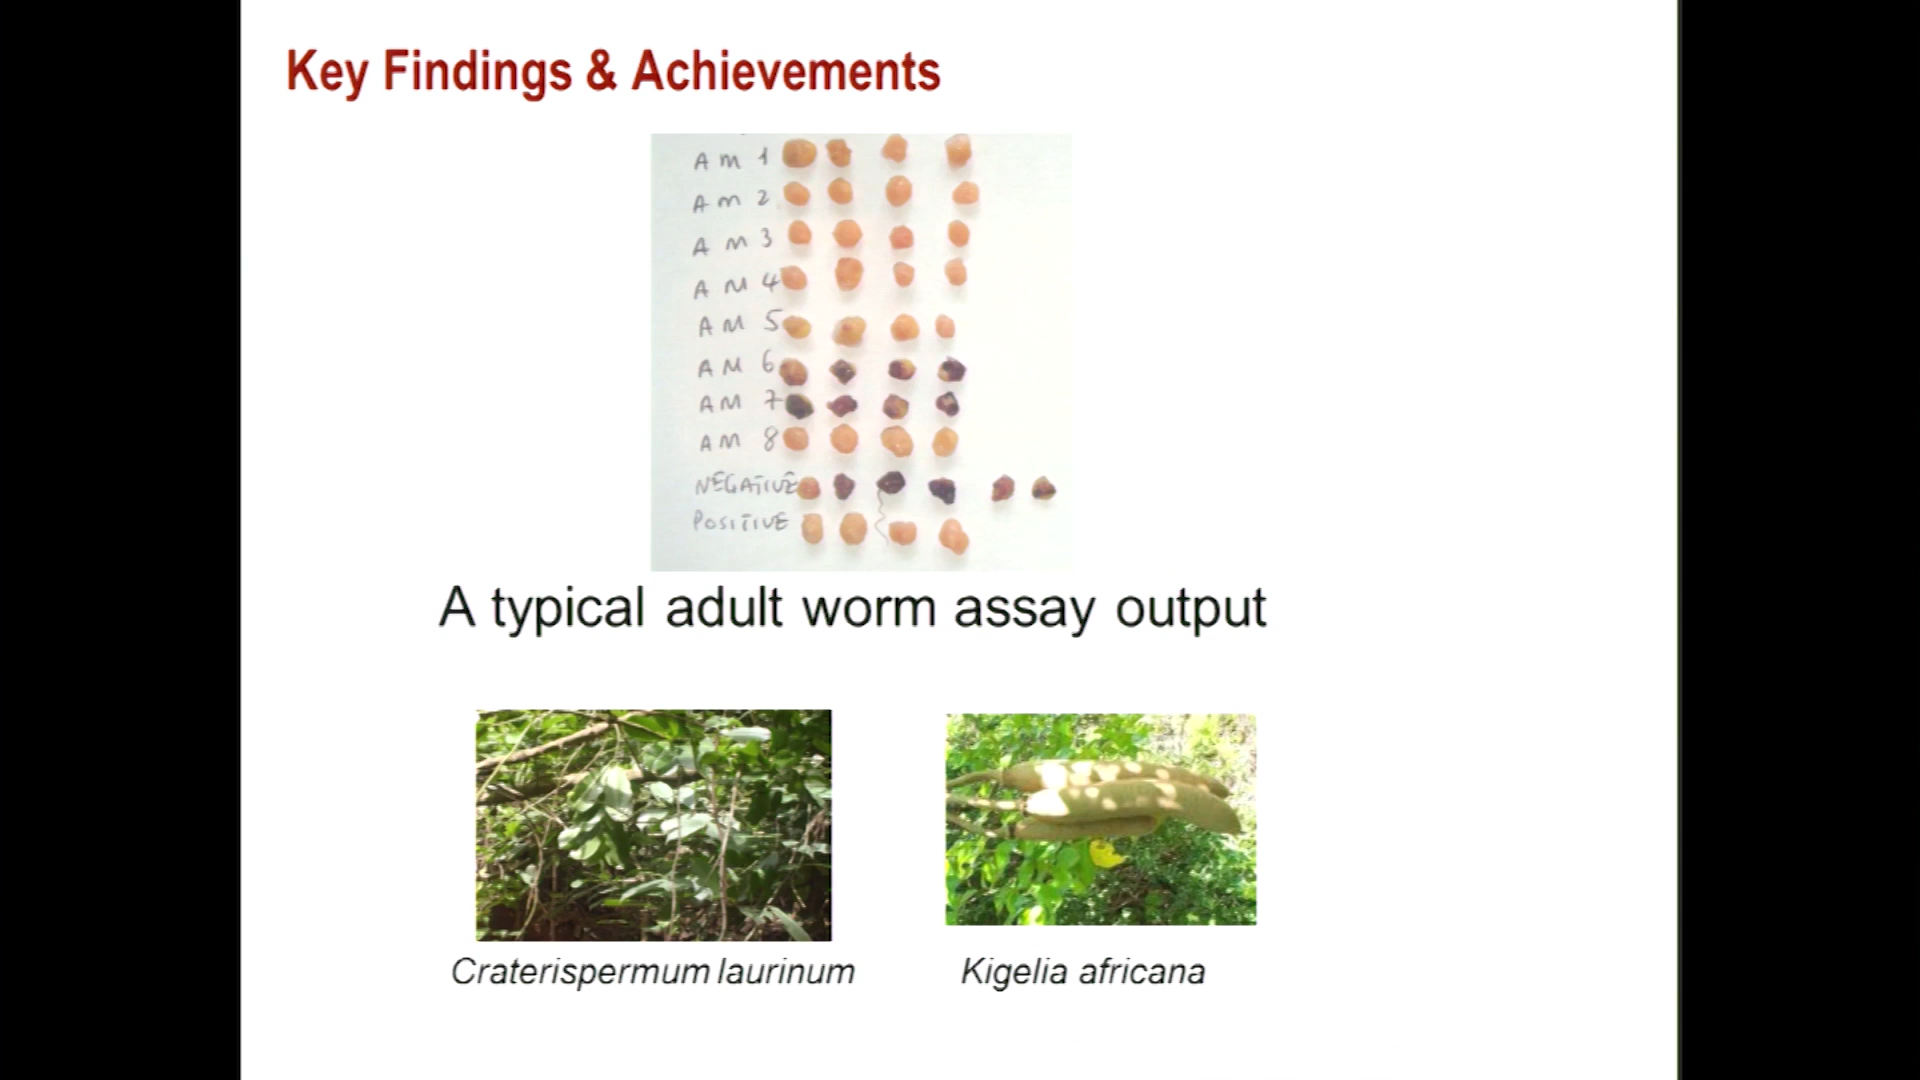 Key Findings & Achievements
Am 1
Am 2
AM 3
AM 4
AM 5
AM 6
AM 7
AM 8
NEGATIVE
POSITIVE
A typical adult worm assay output
Craterispermum laurinum
Kigelia africana